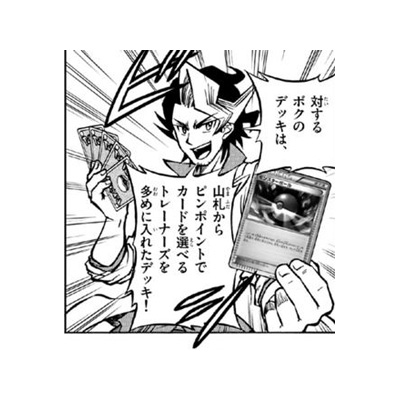 対する
ボクの
デッキは、
山札から
ピンポイントで
カードを選べる
トレーナーズを
多めに入れたデッキ!